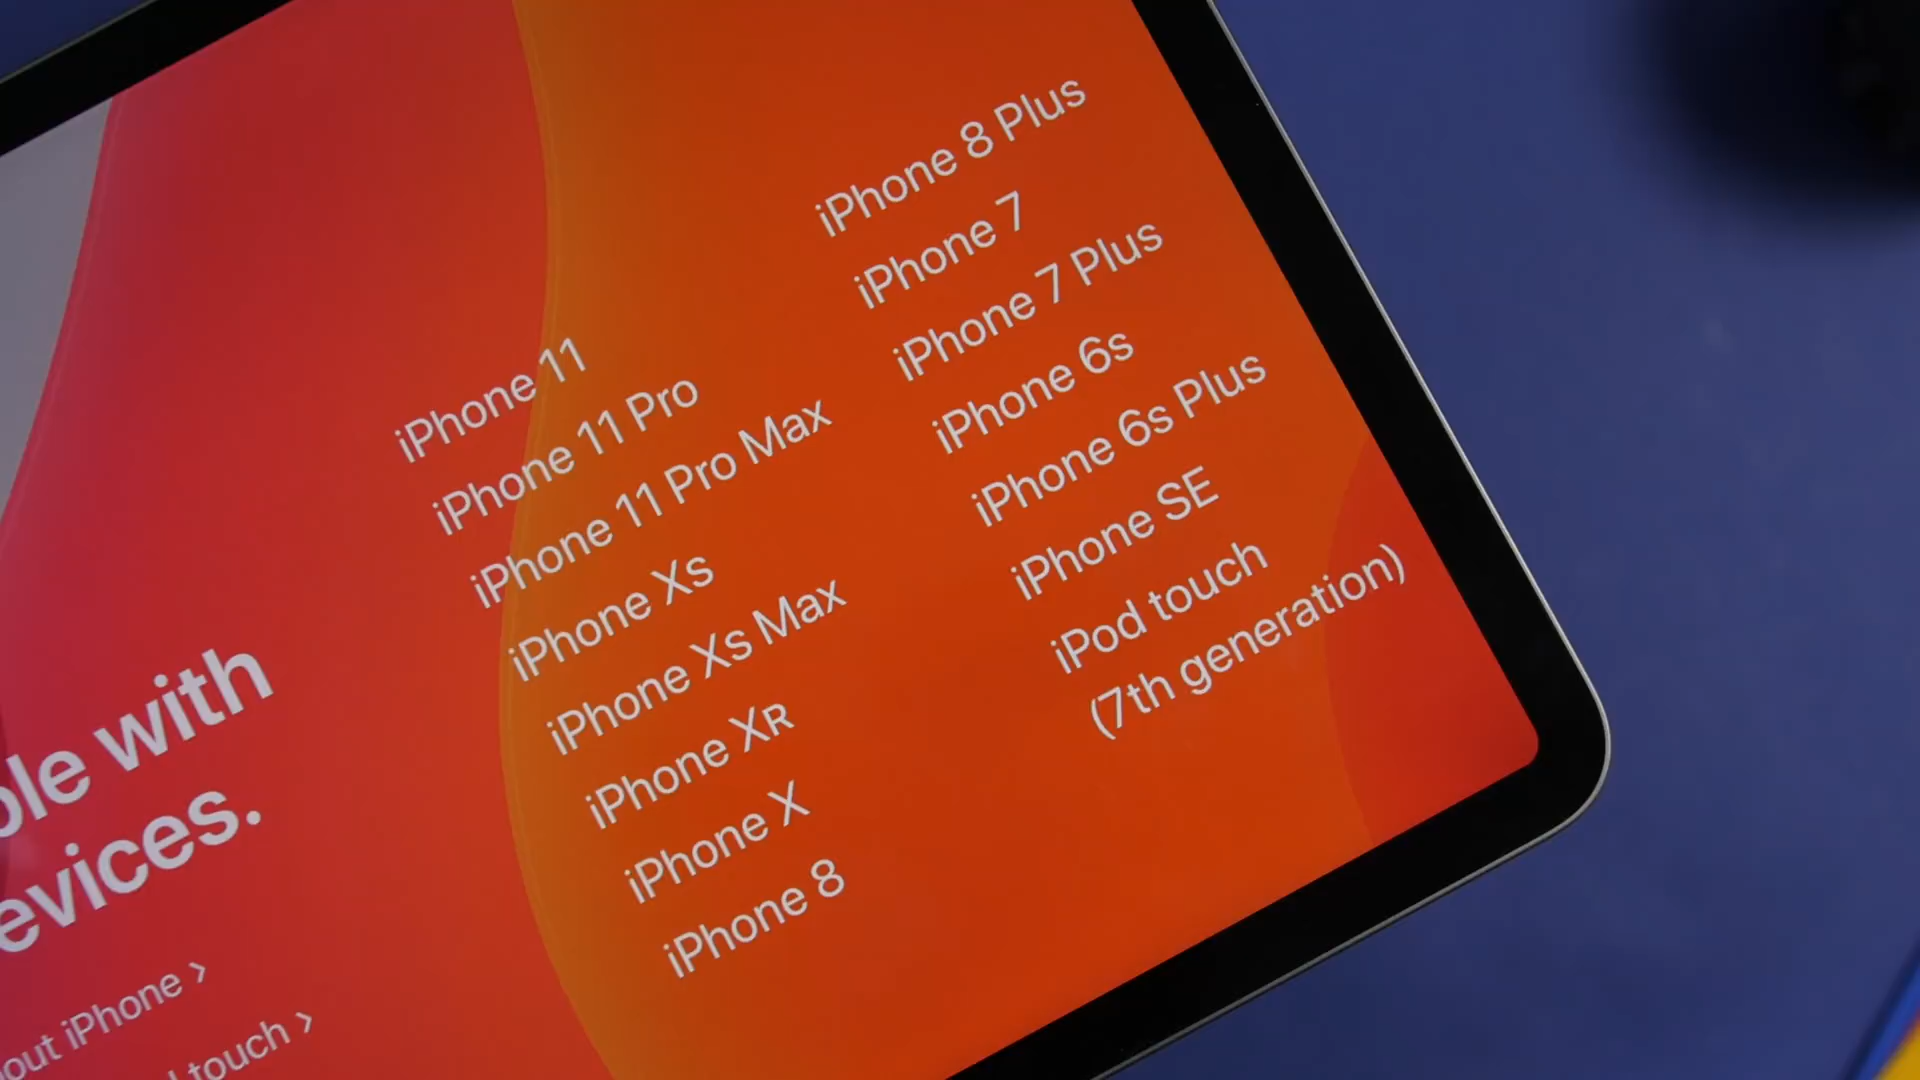 with
evices.
iPhone ›
touch ›
iPhone 11
iPhone 11 Pro
iPhone 11 Pro Max
iPhone Xs
iPhone Xs Max
iPhone XR
iPhone X
iPhone 8
iPhone 8 Plus
iPhone 7
iPhone 7 Plus
iPhone 6s
iPhone 6s Plus
iPhone SE
iPod touch
(7th generation)